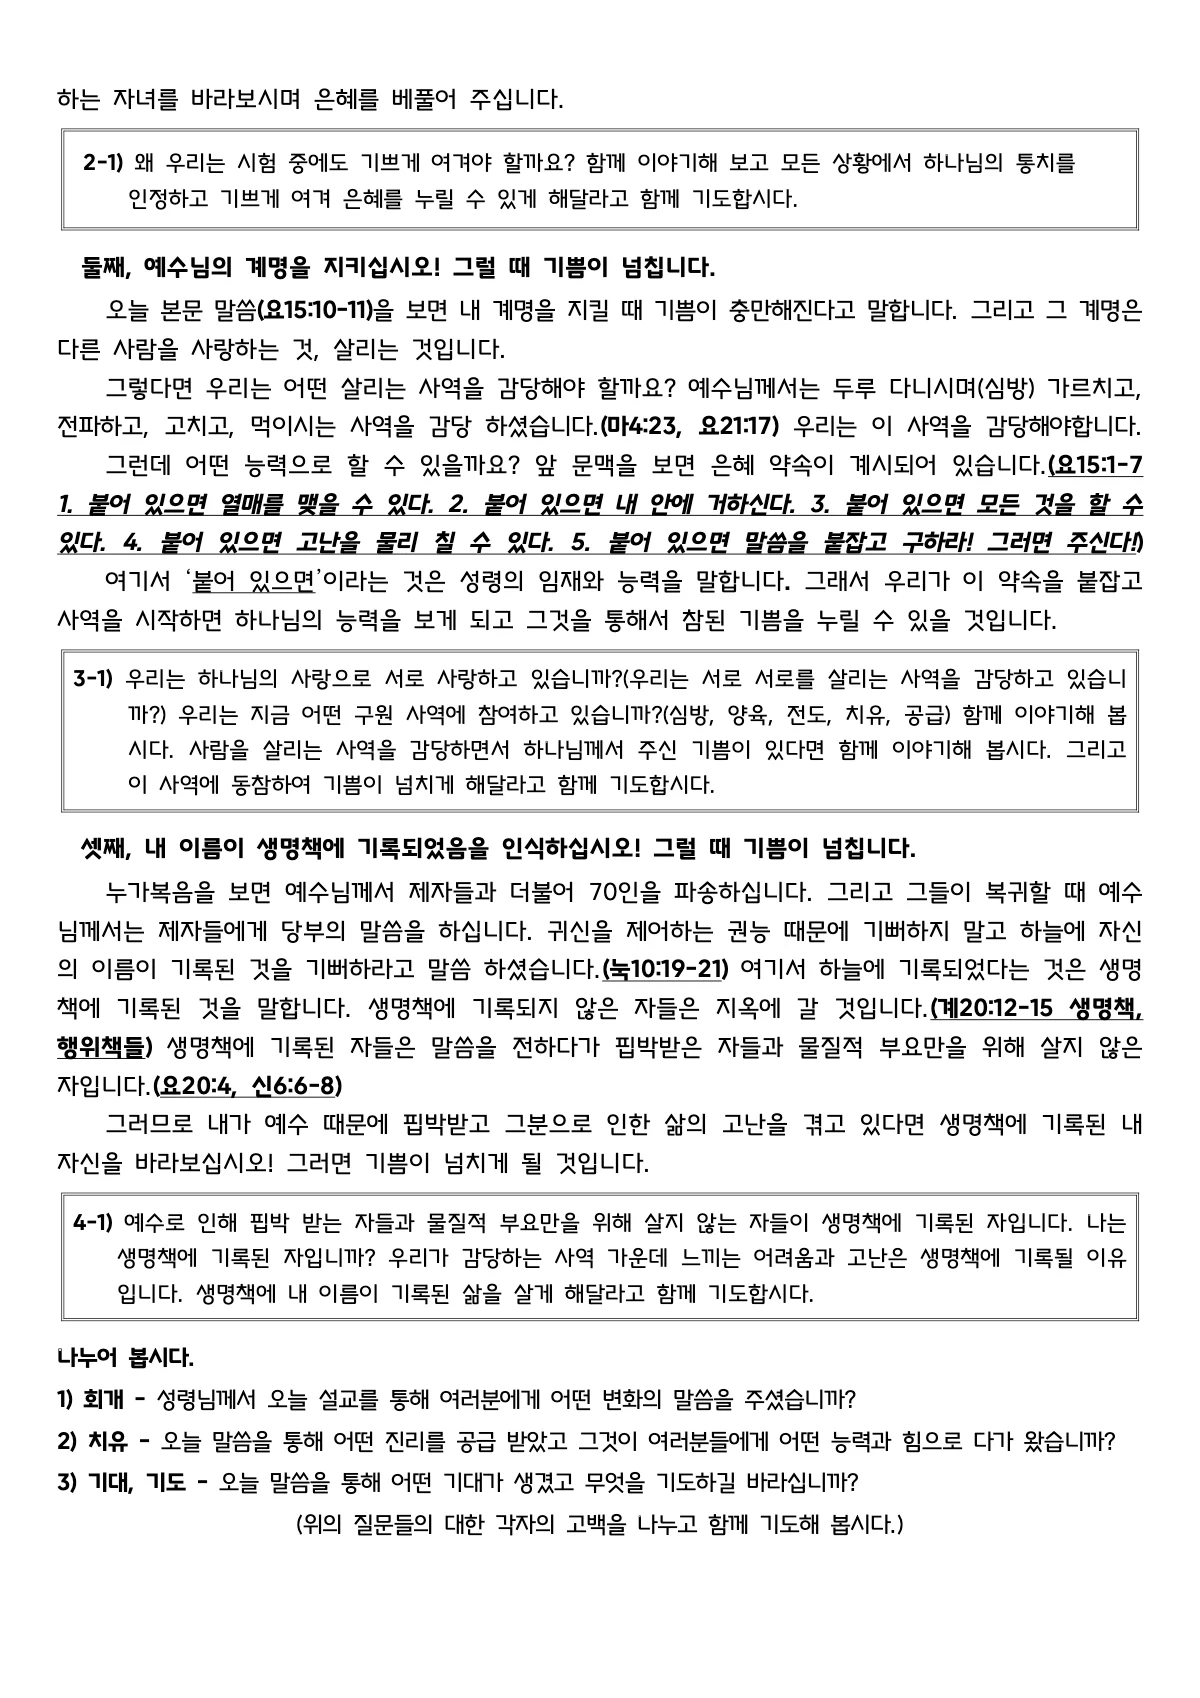 하는 자녀를 바라보시며 은혜를 베풀어 주십니다.
2-1) 왜 우리는 시험 중에도 기쁘게 여겨야 할까요? 함께 이야기해 보고 모든 상황에서 하나님의 통치를
인정하고 기쁘게 여겨 은혜를 누릴 수 있게 해달라고 함께 기도합시다.
둘째, 예수님의 계명을 지키십시오! 그럴 때 기쁨이 넘칩니다.
오늘 본문 말씀(요15:10-11)을 보면 내 계명을 지킬 때 기쁨이 충만해진다고 말합니다. 그리고 그 계명은
다른 사람을 사랑하는 것, 살리는 것입니다.
그렇다면 우리는 어떤 살리는 사역을 감당해야 할까요? 예수님께서는 두루 다니시며(심방) 가르치고,
전파하고, 고치고, 먹이시는 사역을 감당 하셨습니다.(마4:23, 요21:17) 우리는 이 사역을 감당해야합니다.
그런데 어떤 능력으로 할 수 있을까요? 앞 문맥을 보면 은혜 약속이 계시되어 있습니다.(요15:1-7
1. 붙어 있으면 열매를 맺을 수 있다. 2. 붙어 있으면 내 안에 거하신다. 3. 붙어 있으면 모든 것을 할 수
있다. 4. 붙어 있으면 고난을 물리 칠 수 있다. 5. 붙어 있으면 말씀을 붙잡고 구하라! 그러면 주신다!)
여기서 ‘붙어 있으면’이라는 것은 성령의 임재와 능력을 말합니다. 그래서 우리가 이 약속을 붙잡고
사역을 시작하면 하나님의 능력을 보게 되고 그것을 통해서 참된 기쁨을 누릴 수 있을 것입니다.
3-1) 우리는 하나님의 사랑으로 서로 사랑하고 있습니까?(우리는 서로 서로를 살리는 사역을 감당하고 있습니
까?) 우리는 지금 어떤 구원 사역에 참여하고 있습니까?(심방, 양육, 전도, 치유, 공급) 함께 이야기해 봅
시다. 사람을 살리는 사역을 감당하면서 하나님께서 주신 기쁨이 있다면 함께 이야기해 봅시다. 그리고
이 사역에 동참하여 기쁨이 넘치게 해달라고 함께 기도합시다.
셋째, 내 이름이 생명책에 기록되었음을 인식하십시오! 그럴 때 기쁨이 넘칩니다.
누가복음을 보면 예수님께서 제자들과 더불어 70인을 파송하십니다. 그리고 그들이 복귀할 때 예수
님께서는 제자들에게 당부의 말씀을 하십니다. 귀신을 제어하는 권능 때문에 기뻐하지 말고 하늘에 자신
의 이름이 기록된 것을 기뻐하라고 말씀 하셨습니다.(눅10:19-21) 여기서 하늘에 기록되었다는 것은 생명
책에 기록된 것을 말합니다. 생명책에 기록되지 않은 자들은 지옥에 갈 것입니다.(계20:12-15 생명책,
행위책들) 생명책에 기록된 자들은 말씀을 전하다가 핍박받은 자들과 물질적 부요만을 위해 살지 않은
자입니다.(요20:4, 신6:6-8)
그러므로 내가 예수 때문에 핍박받고 그분으로 인한 삶의 고난을 겪고 있다면 생명책에 기록된 내
자신을 바라보십시오! 그러면 기쁨이 넘치게 될 것입니다.
4-1) 예수로 인해 핍박 받는 자들과 물질적 부요만을 위해 살지 않는 자들이 생명책에 기록된 자입니다. 나는
생명책에 기록된 자입니까? 우리가 감당하는 사역 가운데 느끼는 어려움과 고난은 생명책에 기록될 이유
입니다. 생명책에 내 이름이 기록된 삶을 살게 해달라고 함께 기도합시다.
나누어 봅시다.
1) 회개 - 성령님께서 오늘 설교를 통해 여러분에게 어떤 변화의 말씀을 주셨습니까?
2) 치유 - 오늘 말씀을 통해 어떤 진리를 공급 받았고 그것이 여러분들에게 어떤 능력과 힘으로 다가 왔습니까?
3) 기대, 기도 - 오늘 말씀을 통해 어떤 기대가 생겼고 무엇을 기도하길 바라십니까?
(위의 질문들의 대한 각자의 고백을 나누고 함께 기도해 봅시다.)